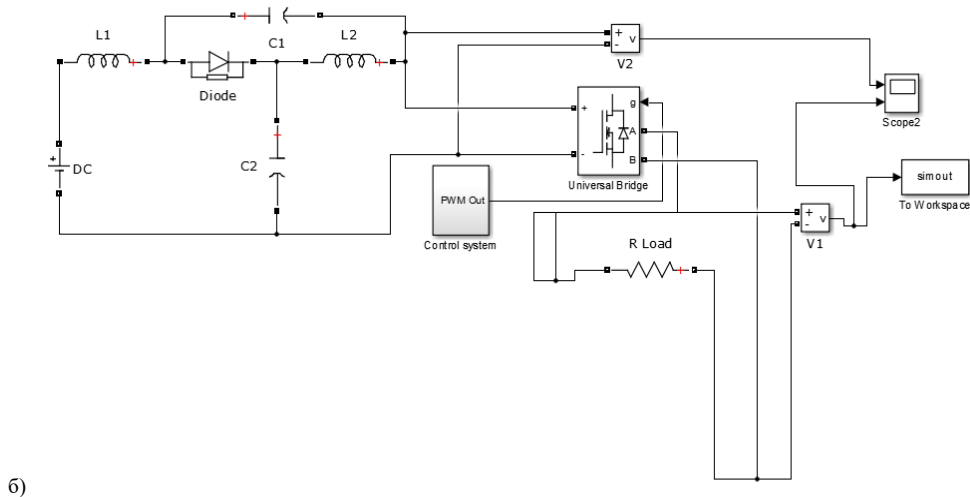 L1
C1
L2
Diode
DC
C2
+
-
v
V2
Scope2
+
-
g
A
B
Universal Bridge
PWM Out
Control system
simout
To Workspace
+
-
v
V1
R Load
б)